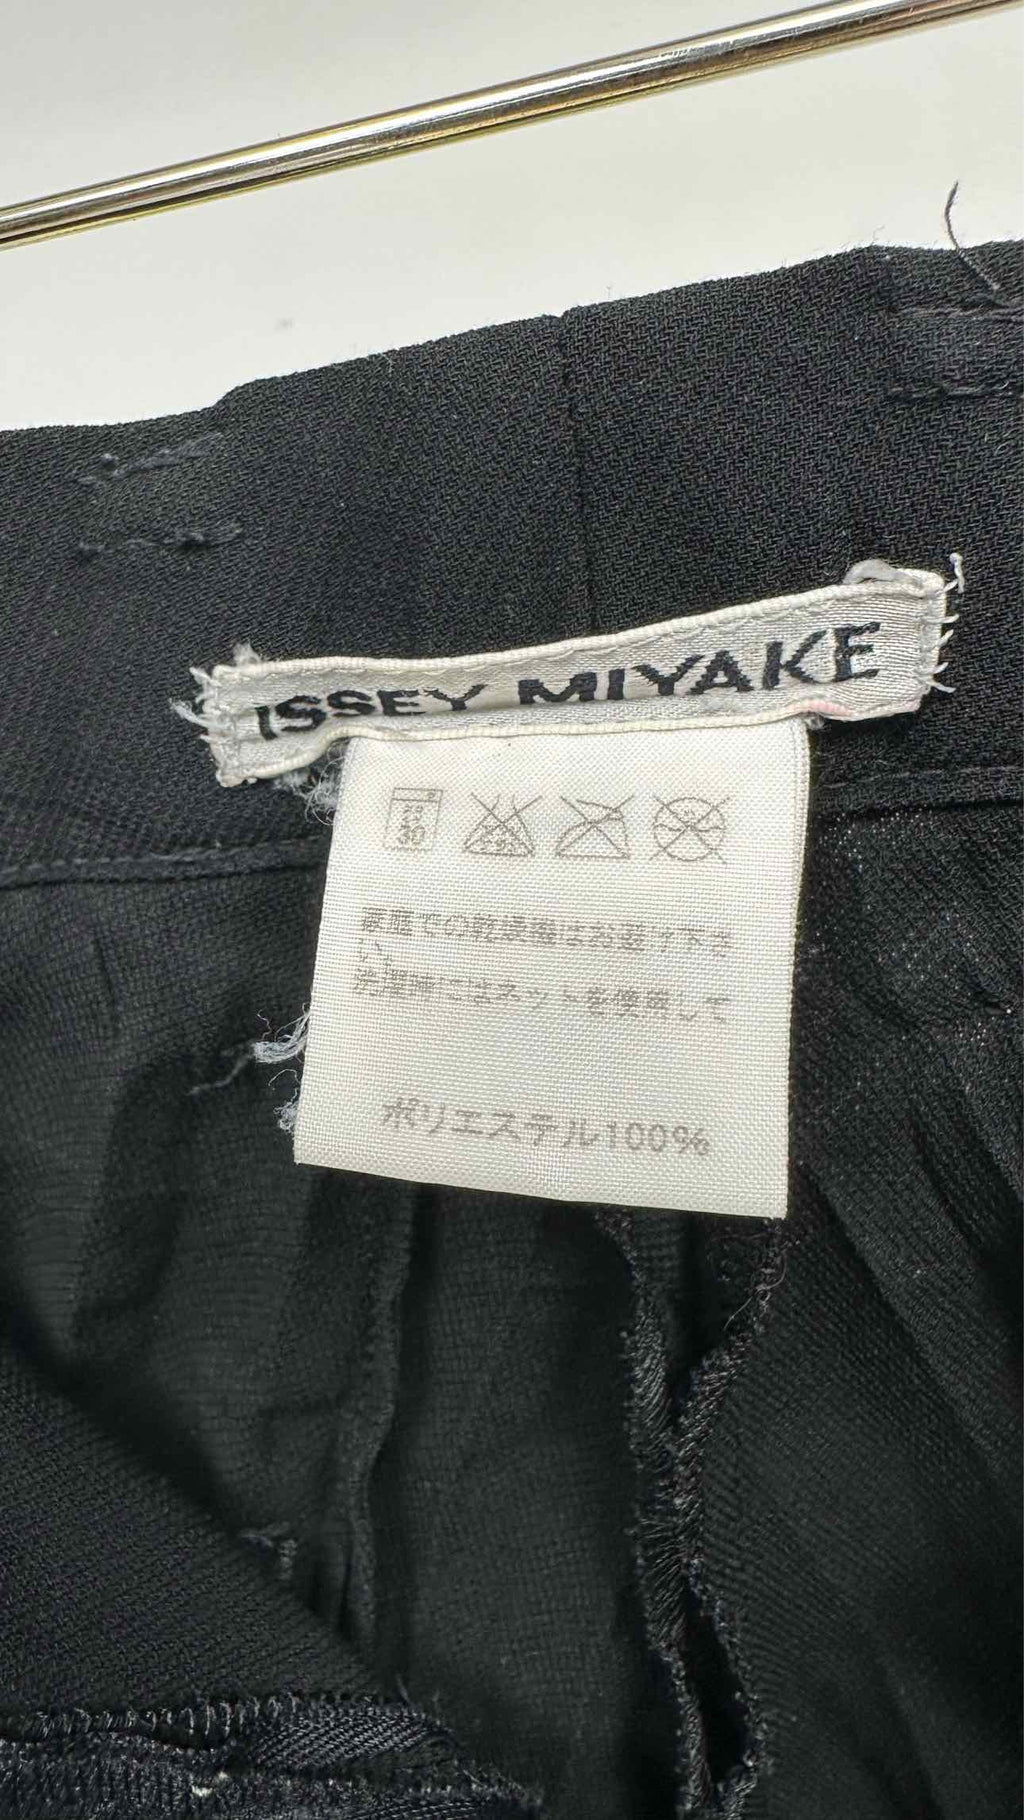 ISSEY MIYAKE
30
家庭での乾燥機はお避け下さ
い。
洗濯時にはネットを使用して
ポリエステル100%